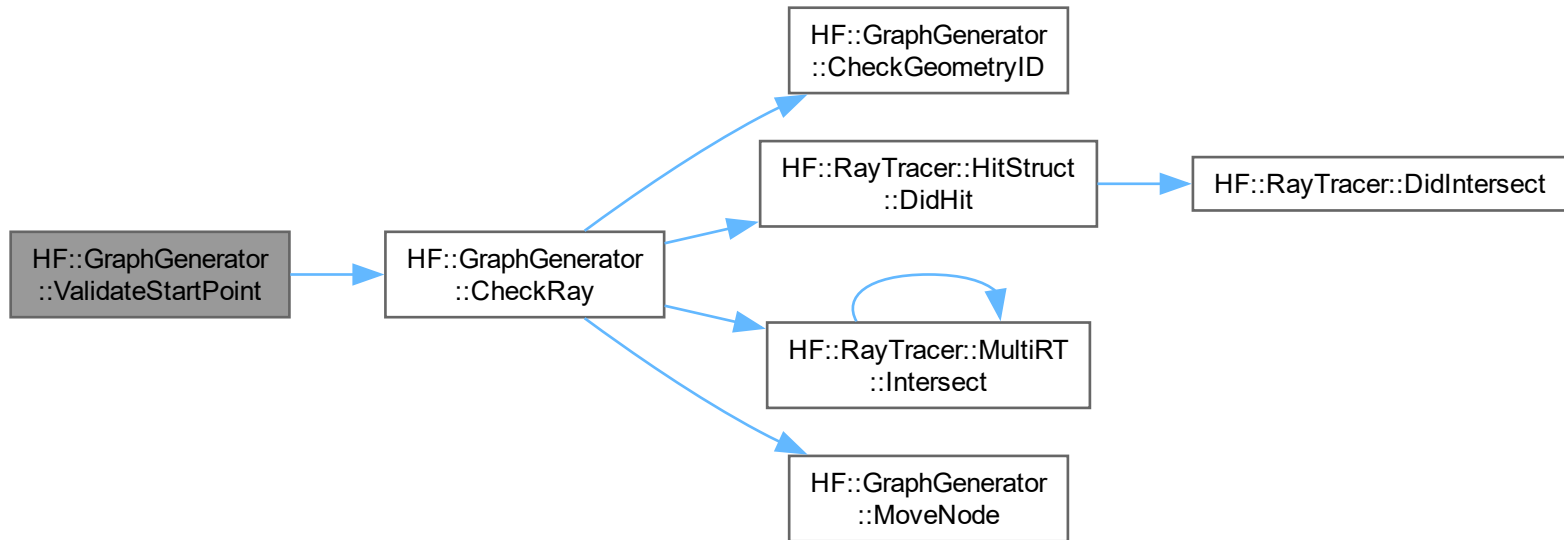 HF::GraphGenerator
::ValidateStartPoint
HF::GraphGenerator
::CheckRay
HF::GraphGenerator
::CheckGeometryID
HF::RayTracer::HitStruct
::DidHit
HF::RayTracer::DidIntersect
HF::RayTracer::MultiRT
::Intersect
HF::GraphGenerator
::MoveNode